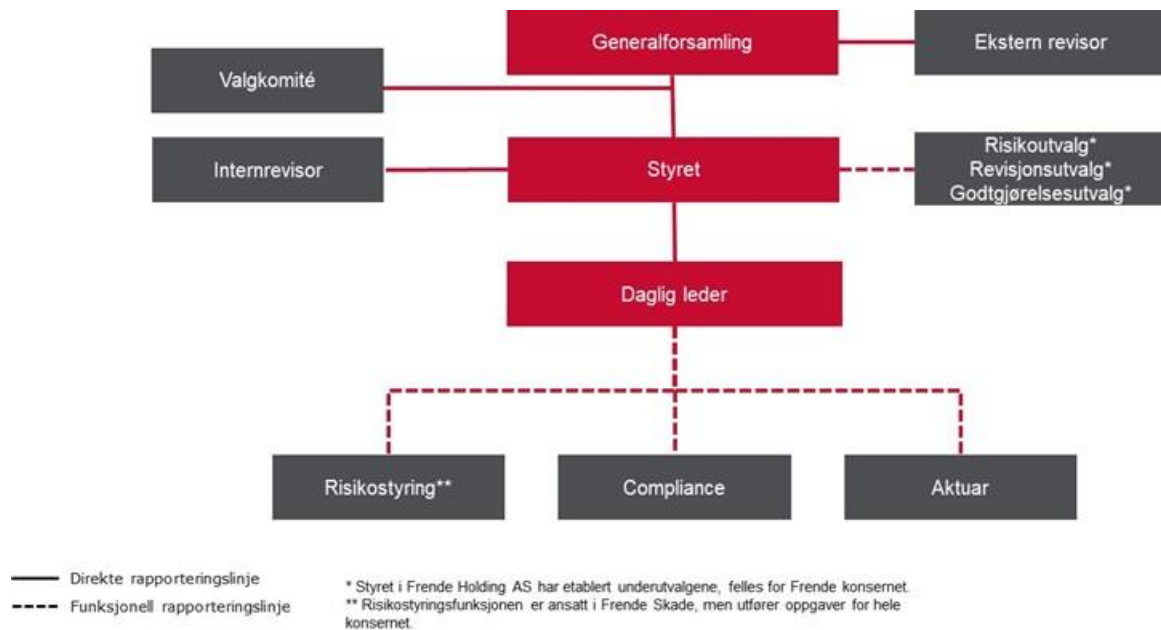 Generalforsamling
Ekstern revisor
Valgkomité
Internrevisor
Styret
Risikoutvalg*
Revisjonsutvalg*
Godtgjørelsesutvalg*
Daglig leder
Risikostyring**
Compliance
Aktuar
Direkte rapporteringslinje
Funksjonell rapporteringslinje
* Styret i Frende Holding AS har etablert underutvalgene, felles for Frende konsernet.
** Risikostyringsfunksjonen er ansatt i Frende Skade, men utfører oppgaver for hele
konsernet.